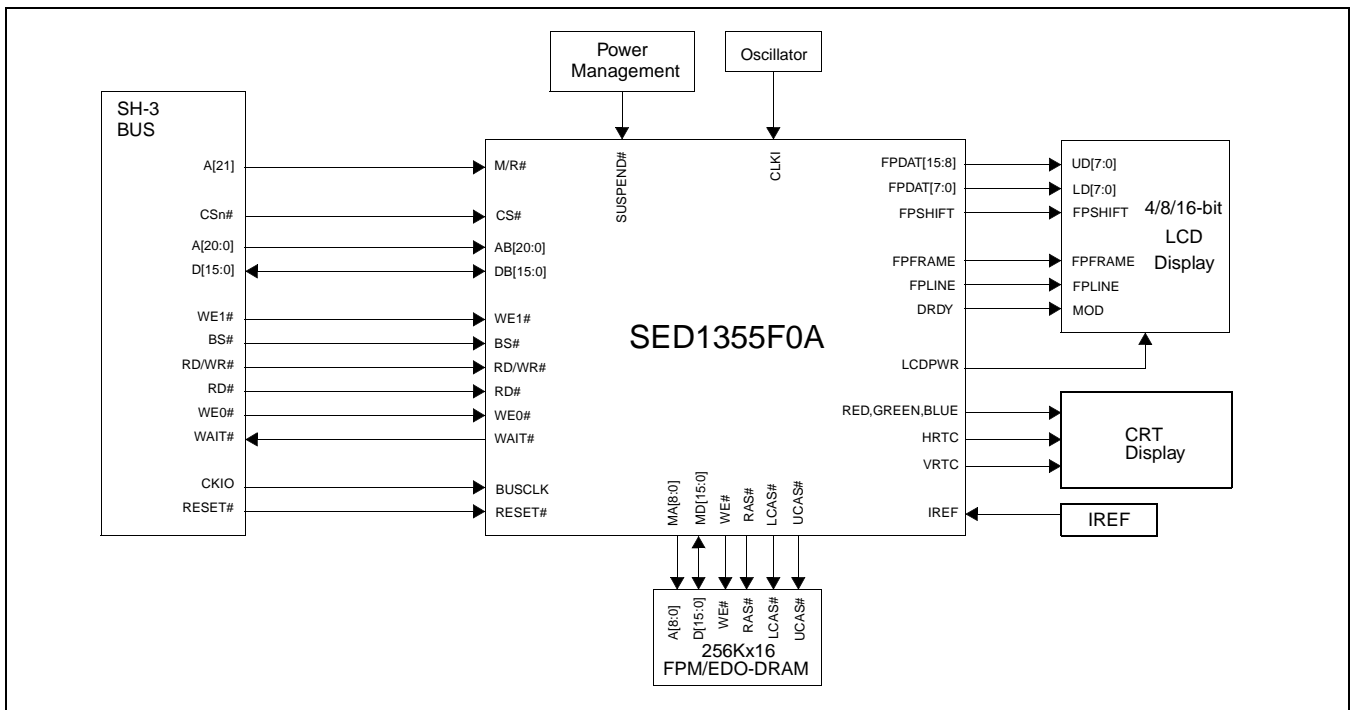 Power
Management
Oscillator
SH-3
BUS
A[21]
CSn#
A[20:0]
D[15:0]
WE1#
BS#
RD/WR#
RD#
WE0#
WAIT#
CKIO
RESET#
SUSPEND#
CLKI
M/R#
CS#
AB[20:0]
DB[15:0]
WE1#
BS#
RD/WR#
RD#
WE0#
WAIT#
BUSCLK
RESET#
SED1355F0A
FPDAT[15:8]
FPDAT[7:0]
FPSHIFT
FPFRAME
FPLINE
DRDY
LCDPWR
RED,GREEN,BLUE
HRTC
VRTC
IREF
MA[8:0]
MD[15:0]
WE#
RAS#
LCAS#
UCAS#
UD[7:0]
LD[7:0]
FPSHIFT
FPFRAME
FPLINE
MOD
4/8/16-bit
LCD
Display
CRT
Display
IREF
A[8:0]
D[15:0]
WE#
RAS#
LCAS#
UCAS#
256Kx16
FPM/EDO-DRAM